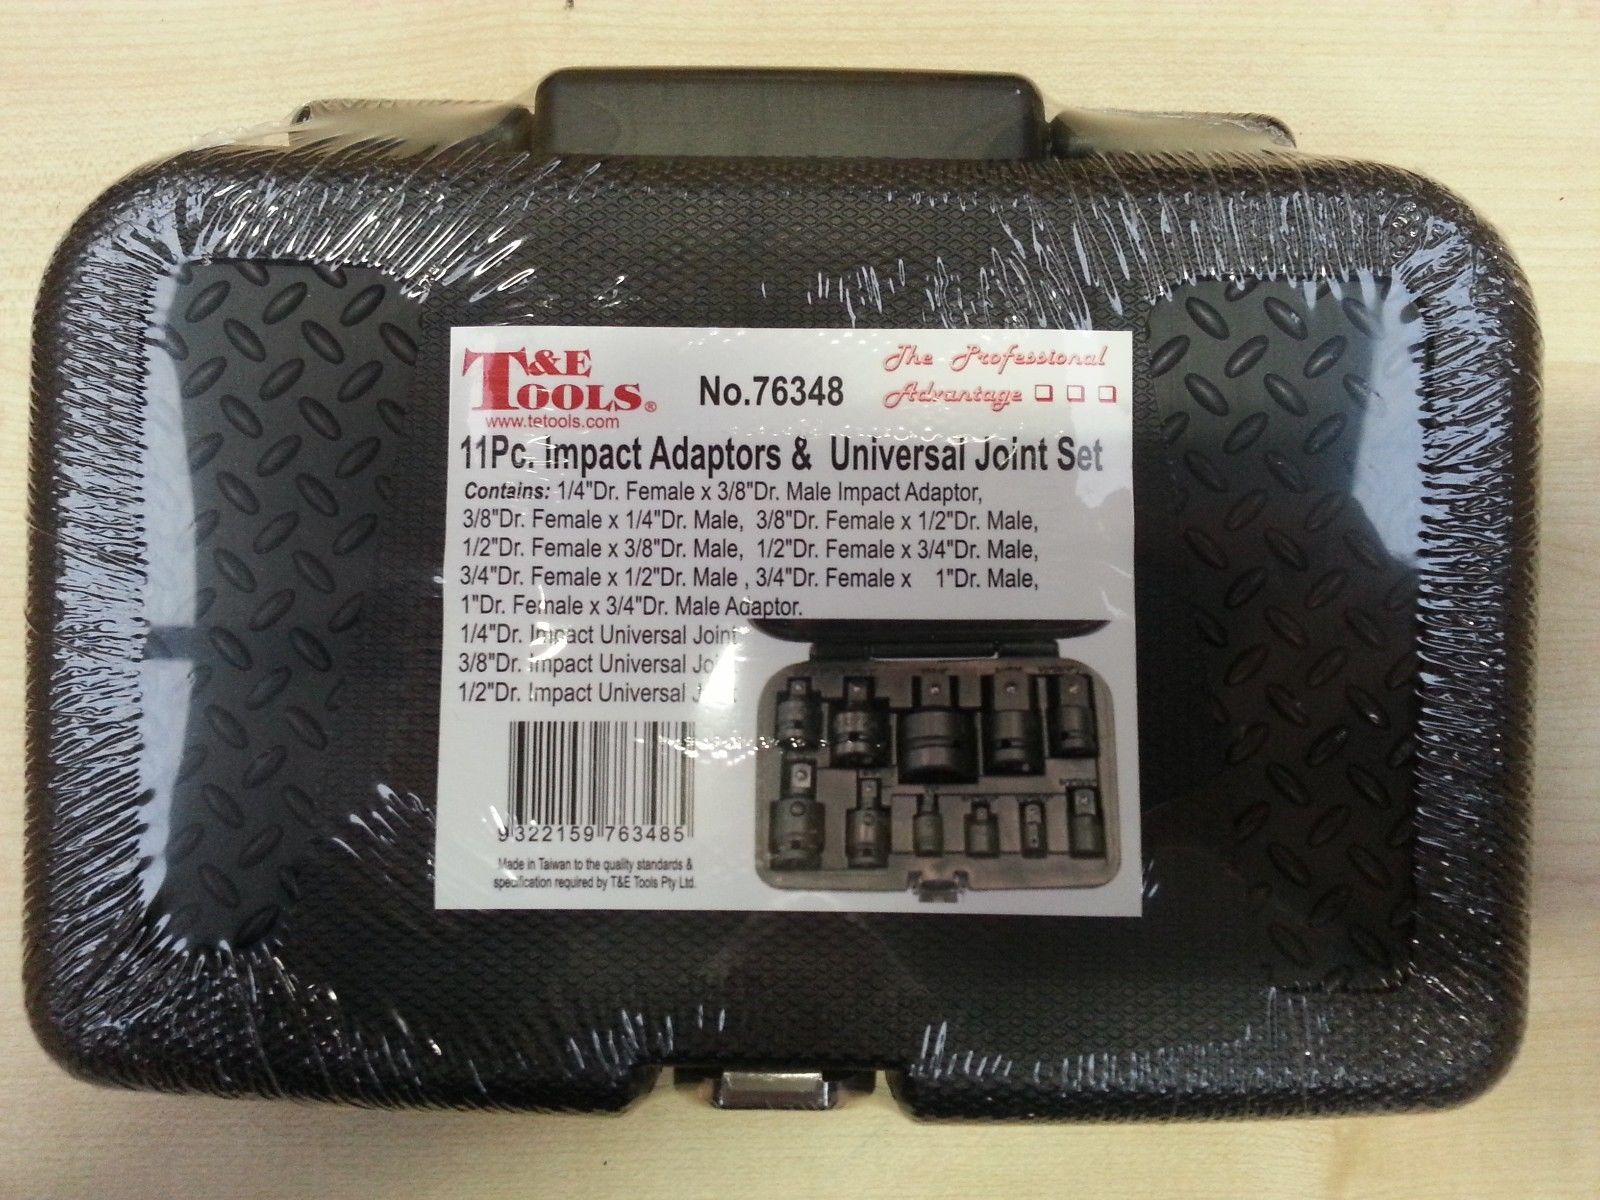 T&E TOOLS®
www.tetools.com
No.76348
The Professional
Advantage
11Pc. Impact Adaptors & Universal Joint Set
Contains: 1/4"Dr. Female x 3/8"Dr. Male Impact Adaptor,
3/8"Dr. Female x 1/4"Dr. Male, 3/8"Dr. Female x 1/2"Dr. Male,
1/2"Dr. Female x 3/8"Dr. Male, 1/2"Dr. Female x 3/4"Dr. Male,
3/4"Dr. Female x 1/2"Dr. Male , 3/4"Dr. Female x 1"Dr. Male,
1"Dr. Female x 3/4"Dr. Male Adaptor.
1/4"Dr. Impact Universal Joint
3/8"Dr. Impact Universal Joint
1/2"Dr. Impact Universal Joint
9 322159 763485
Made in Taiwan to the quality standards &
specification required by T&E Tools Pty Ltd.